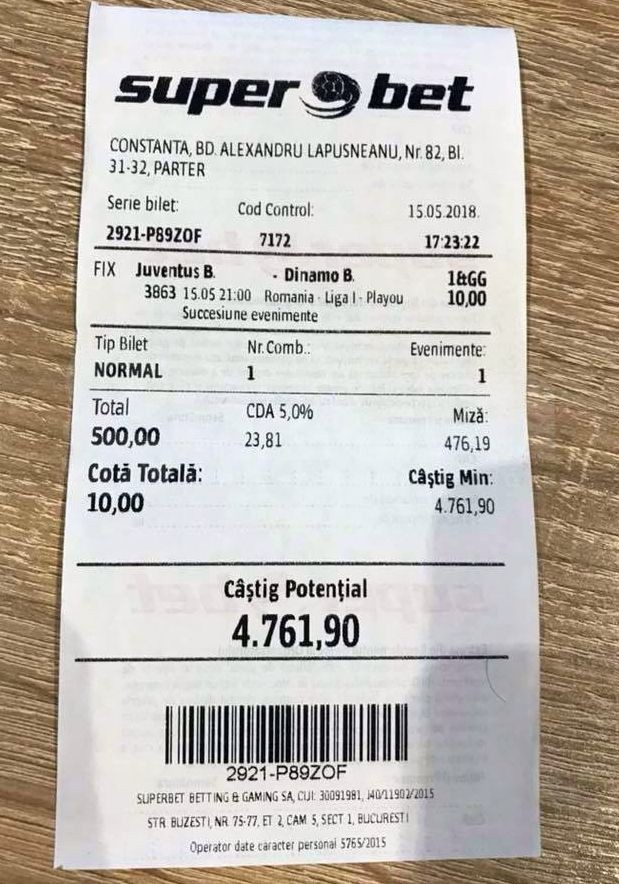 super bet
CONSTANTA, BD. ALEXANDRU LAPUSNEANU, Nr. 82, Bl.
31-32, PARTER
Serie bilet: Cod Control: 15.05.2018.
2921-P89ZOF 7172 17:23:22
FIX Juventus B. - Dinamo B. 1&GG
3863 15.05 21:00 Romania - Liga I - Playou 10,00
Succesiune evenimente
Tip Bilet Nr.Comb.: Evenimente:
NORMAL 1 1
Total CDA 5,0% Miză:
500,00 23,81 476,19
Cotă Totală: Câștig Min:
10,00 4.761,90
Câștig Potențial
4.761,90
2921-P89ZOF
SUPERBET BETTING & GAMING SA, CUI: 30091981, J40/11902/2015
STR. BUZESTI, NR. 75-77, ET 2, CAM. 5, SECT 1, BUCURESTI
Operator date caracter personal 5765/2015